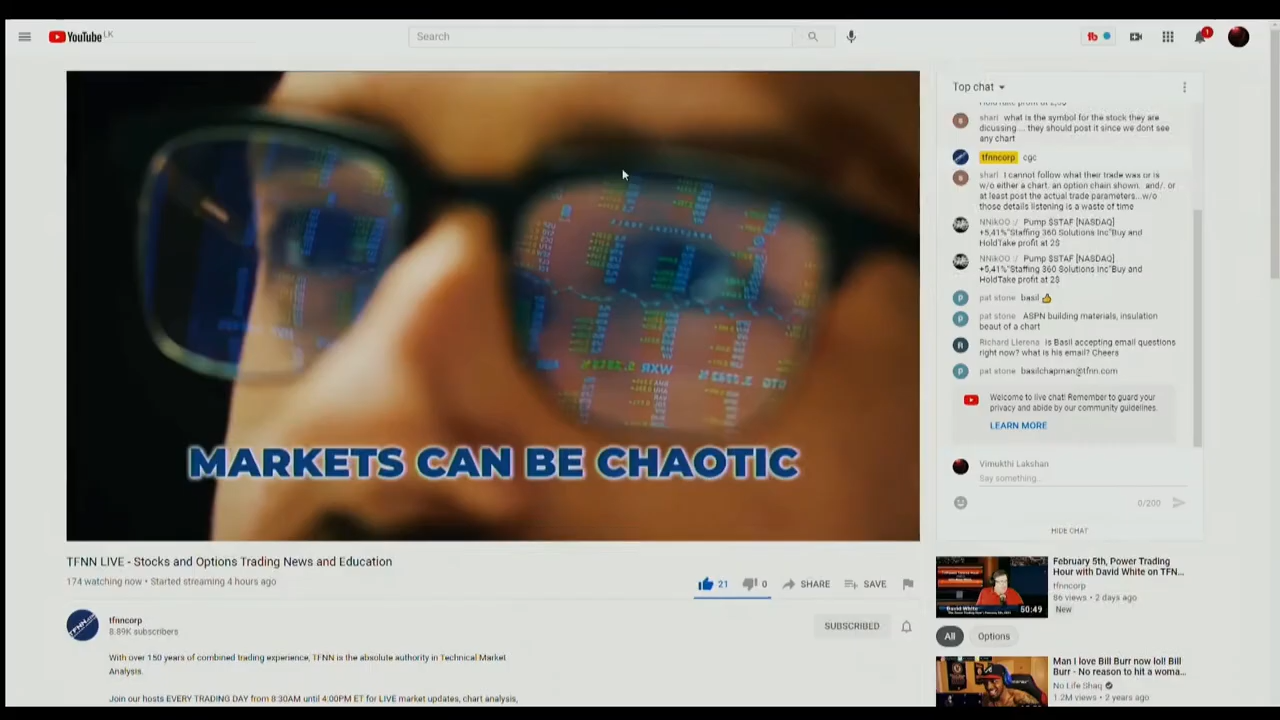 YouTube LK
Search
1
Top chat
shari what is the symbol for the stock they are
dicussing.... they should post it since we dont see
any chart
tfnncorp cgc
shari I cannot follow what their trade was or is
w/o either a chart. an option chain shown. and/. or
at least post the actual trade parameters...w/o
those details listening is a waste of time
NNikOO :/ Pump $STAF [NASDAQ]
+5,41%"Staffing 360 Solutions Inc"Buy and
HoldTake profit at 2$
NNikOO :/ Pump $STAF [NASDAQ]
+5,41%"Staffing 360 Solutions Inc"Buy and
HoldTake profit at 2$
pat stone basil
pat stone ASPN building materials, insulation
beaut of a chart
Richard Llerena Is Basil accepting email questions
right now? what is his email? Cheers
pat stone basilchapman@tfnn.com
Welcome to live chat! Remember to guard your
privacy and abide by our community guidelines.
LEARN MORE
Vimukthi Lakshan
Say something...
0/200
HIDE CHAT
MARKETS CAN BE CHAOTIC
TFNN LIVE - Stocks and Options Trading News and Education
174 watching now • Started streaming 4 hours ago
21
0
SHARE
SAVE
tfnncorp
8.89K subscribers
SUBSCRIBED
With over 150 years of combined trading experience, TFNN is the absolute authority in Technical Market
Analysis.
Join our hosts EVERY TRADING DAY from 8:30AM until 4:00PM ET for LIVE market updates, chart analysis,
February 5th, Power Trading
Hour with David White on TFN...
tfnncorp
86 views • 2 days ago
New
David White
50:49
All
Options
Man I love Bill Burr now lol! Bill
Burr - No reason to hit a woma...
No Life Shaq
1.2M views • 2 years ago